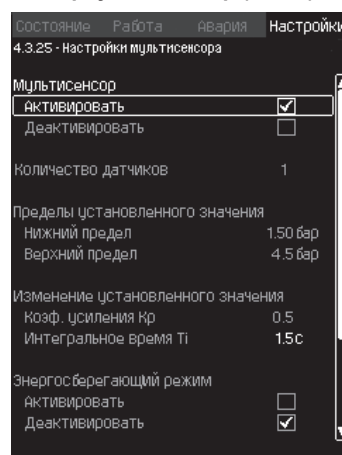 Состояние Работа Авария Настройки
4.3.25 - Настройки мультисенсора
Мультисенсор
Активировать
Деактивировать
Количество датчиков 1
Пределы установленного значения
Нижний предел 1.50 бар
Верхний предел 4.5 бар
Изменение установленного значения
Коэф. усиления Кр 0.5
Интегральное время Ti 1.5с
Энергосберегающий режим
Активировать
Деактивировать